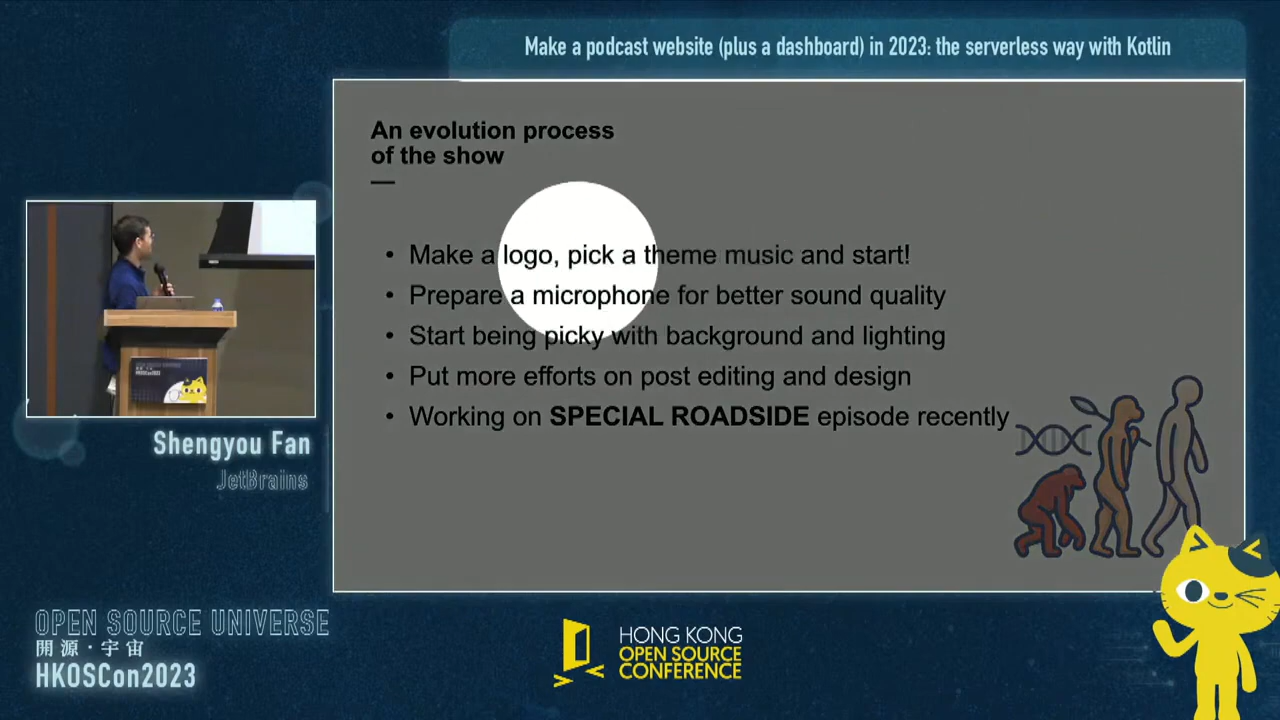 Make a podcast website (plus a dashboard) in 2023: the serverless way with Kotlin
An evolution process
of the show
• Make a logo, pick a theme music and start!
• Prepare a microphone for better sound quality
• Start being picky with background and lighting
• Put more efforts on post editing and design
• Working on SPECIAL ROADSIDE episode recently
Shengyou Fan
JetBrains
OPEN SOURCE UNIVERSE
開源·宇宙
HKOSCon2023
HONG KONG
OPEN SOURCE
CONFERENCE